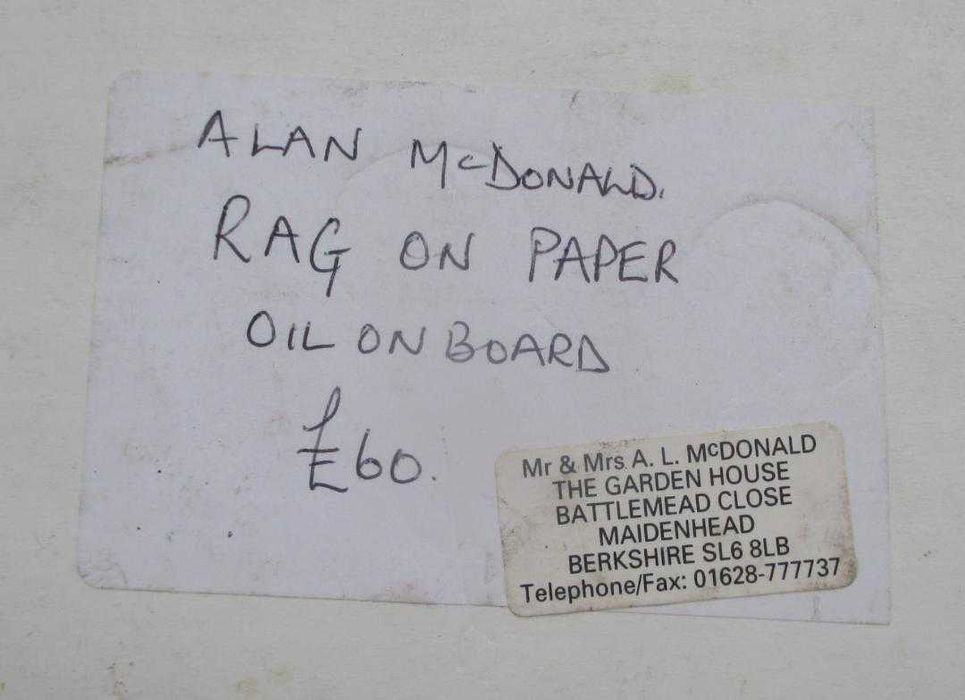 ALAN McDONALD.
RAG ON PAPER
OIL ON BOARD
£60.
Mr & Mrs A. L. McDONALD
THE GARDEN HOUSE
BATTLEMEAD CLOSE
MAIDENHEAD
BERKSHIRE SL6 8LB
Telephone/Fax: 01628-777737